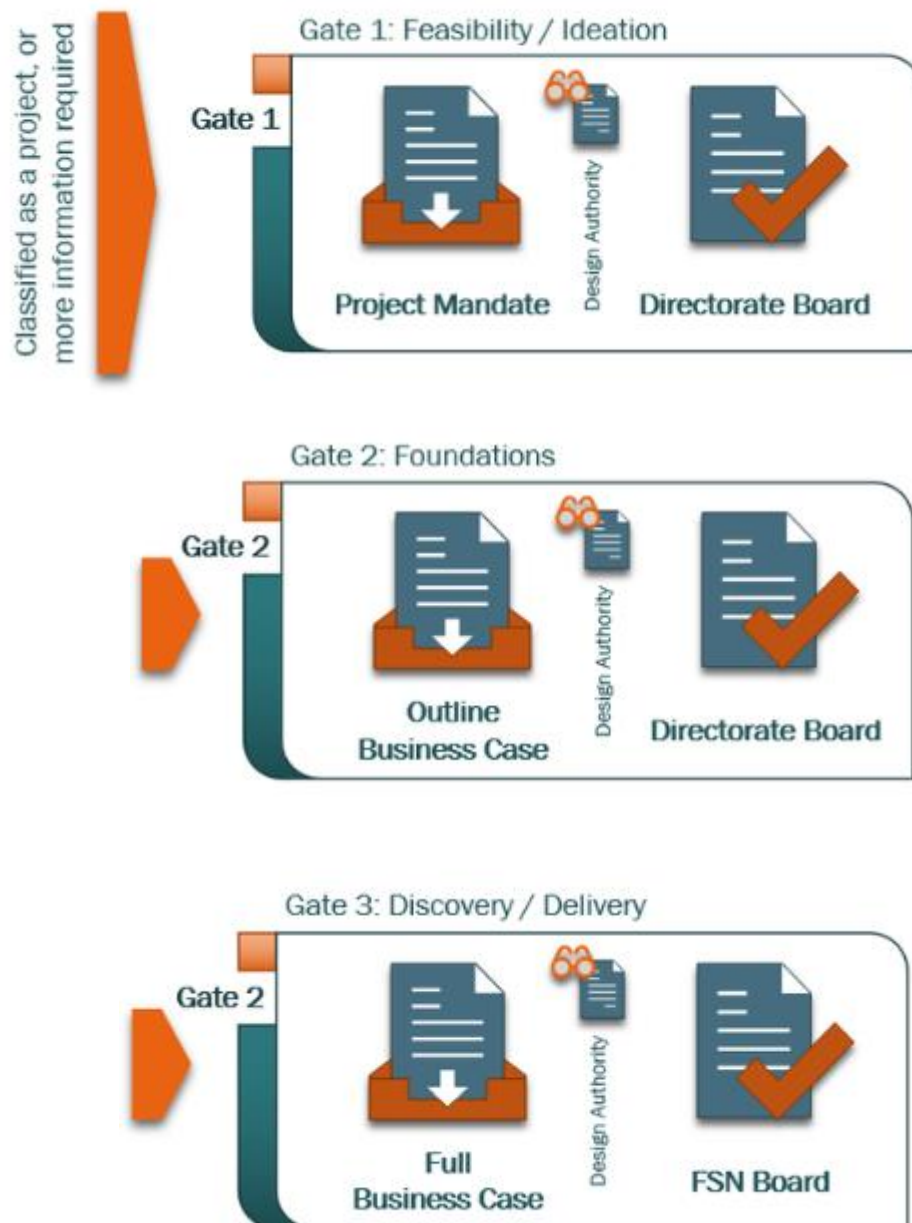 Classified as a project, or
more information required
Gate 1: Feasibility / Ideation
Gate 1
Project Mandate
Design Authority
Directorate Board
Gate 2: Foundations
Gate 2
Outline
Business Case
Design Authority
Directorate Board
Gate 3: Discovery / Delivery
Gate 2
Full
Business Case
Design Authority
FSN Board